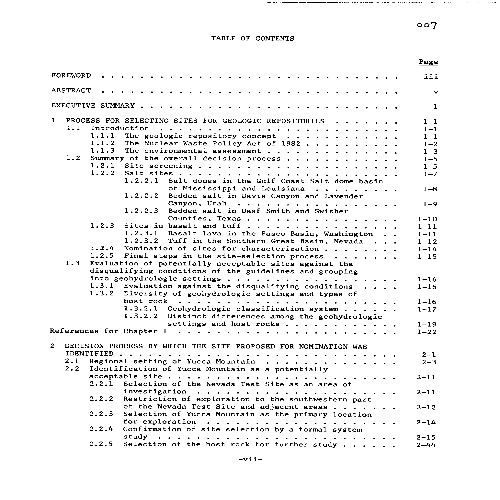 007
TABLE OF CONTENTS
Page
FOREWORD . . . . . . . . . . . . . . . . . . . . . . . . . . . . . . iii
ABSTRACT . . . . . . . . . . . . . . . . . . . . . . . . . . . . . . v
EXECUTIVE SUMMARY . . . . . . . . . . . . . . . . . . . . . . . . . 1
1 PROCESS FOR SELECTING SITES FOR GEOLOGIC REPOSITORIES . . . . . . . 1-1
1.1 Introduction . . . . . . . . . . . . . . . . . . . . . . . . 1-1
1.1.1 The geologic repository concept . . . . . . . . . . . 1-1
1.1.2 The Nuclear Waste Policy Act of 1982 . . . . . . . . . 1-2
1.1.3 The environmental assessment . . . . . . . . . . . . . 1-3
1.2 Summary of the overall decision process . . . . . . . . . . . 1-5
1.2.1 Site screening . . . . . . . . . . . . . . . . . . . . 1-5
1.2.2 Salt sites . . . . . . . . . . . . . . . . . . . . . . 1-7
1.2.2.1 Salt domes in the Gulf Coast salt dome basin
of Mississippi and Louisiana . . . . . . . . . 1-8
1.2.2.2 Bedded salt in Davis Canyon and Lavender
Canyon, Utah . . . . . . . . . . . . . . . . . 1-9
1.2.2.3 Bedded salt in Deaf Smith and Swisher
Counties, Texas . . . . . . . . . . . . . . . . 1-10
1.2.3 Sites in basalt and tuff . . . . . . . . . . . . . . . 1-11
1.2.3.1 Basalt lava in the Pasco Basin, Washington . . 1-11
1.2.3.2 Tuff in the Southern Great Basin, Nevada . . . 1-12
1.2.4 Nomination of sites for characterization . . . . . . . 1-14
1.2.5 Final steps in the site-selection process . . . . . . 1-15
1.3 Evaluation of potentially acceptable sites against the
disqualifying conditions of the guidelines and grouping
into geohydrologic settings . . . . . . . . . . . . . . . . . 1-16
1.3.1 Evaluation against the disqualifying conditions . . . 1-16
1.3.2 Diversity of geohydrologic settings and types of
host rock . . . . . . . . . . . . . . . . . . . . . . 1-16
1.3.2.1 Geohydrologic classification system . . . . . . 1-17
1.3.2.2 Distinct differences among the geohydrologic
settings and host rocks . . . . . . . . . . . . 1-19
References for Chapter 1 . . . . . . . . . . . . . . . . . . . . . . 1-22
2 DECISION PROCESS BY WHICH THE SITE PROPOSED FOR NOMINATION WAS
IDENTIFIED . . . . . . . . . . . . . . . . . . . . . . . . . . . . 2-1
2.1 Regional setting of Yucca Mountain . . . . . . . . . . . . .
2.2 Identification of Yucca Mountain as a potentially
acceptable site . . . . . . . . . . . . . . . . . . . . . . . 2-11
2.2.1 Selection of the Nevada Test Site as an area of
investigation . . . . . . . . . . . . . . . . . . . . 2-11
2.2.2 Restriction of exploration to the southwestern part
of the Nevada Test Site and adjacent areas . . . . . .
2.2.3 Selection of Yucca Mountain as the primary location
for exploration . . . . . . . . . . . . . . . . . . . 2-14
2.2.4 Confirmation of site selection by a formal system
study . . . . . . . . . . . . . . . . . . . . . . . . 2-15
2.2.5 Selection of the host rock for further study . . . . . 2-44
-vii-